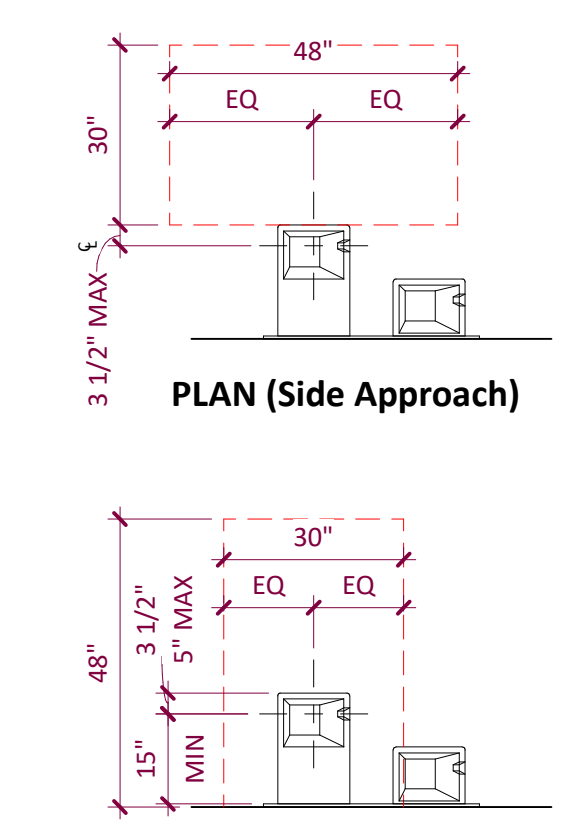 48"
EQ EQ
30"
℄
3 1/2" MAX
PLAN (Side Approach)
30"
EQ EQ
48"
3 1/2"
5" MAX
15"
MIN